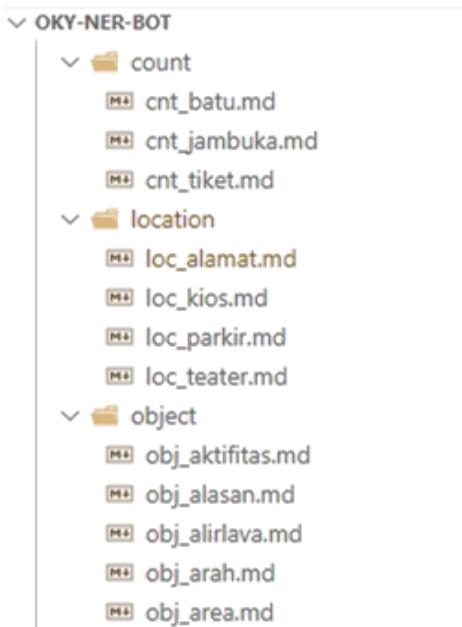 OKY-NER-BOT
count
M↓ cnt_batu.md
M↓ cnt_jambuka.md
M↓ cnt_tiket.md
location
M↓ loc_alamat.md
M↓ loc_kios.md
M↓ loc_parkir.md
M↓ loc_teater.md
object
M↓ obj_aktifitas.md
M↓ obj_alasan.md
M↓ obj_alirlava.md
M↓ obj_arah.md
M↓ obj_area.md